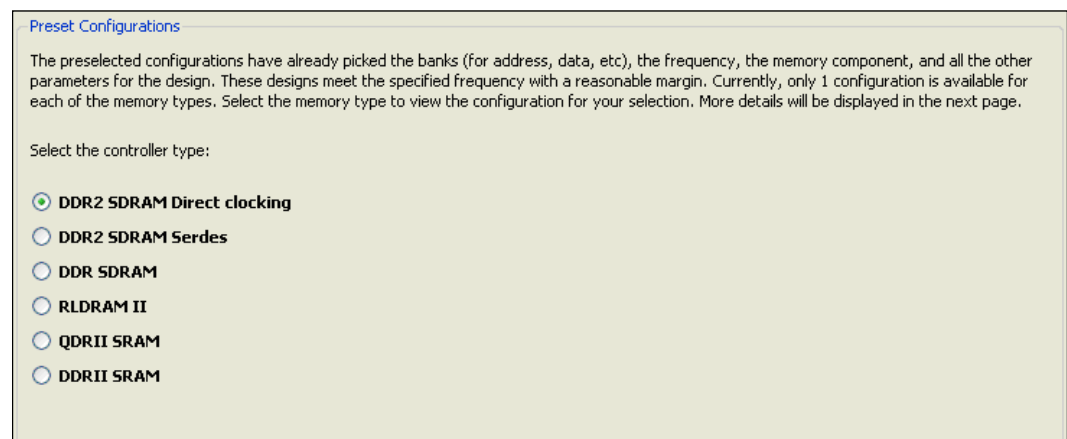 Preset Configurations
The preselected configurations have already picked the banks (for address, data, etc), the frequency, the memory component, and all the other
parameters for the design. These designs meet the specified frequency with a reasonable margin. Currently, only 1 configuration is available for
each of the memory types. Select the memory type to view the configuration for your selection. More details will be displayed in the next page.
Select the controller type:
DDR2 SDRAM Direct clocking
DDR2 SDRAM Serdes
DDR SDRAM
RLDRAM II
QDRII SRAM
DDRII SRAM